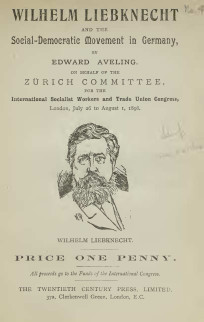 WILHELM LIEBKNECHT
AND THE
Social-Democratic Movement in Germany,
BY
EDWARD AVELING.
ON BEHALF OF THE
ZÜRICH COMMITTEE,
FOR THE
International Socialist Workers and Trade Union Congress,
London, July 26 to August 1, 1896.
WILHELM LIEBKNECHT.
PRICE ONE PENNY.
All proceeds go to the Funds of the International Congress.
THE TWENTIETH CENTURY PRESS, LIMITED,
37A, Clerkenwell Green, London, E.C.